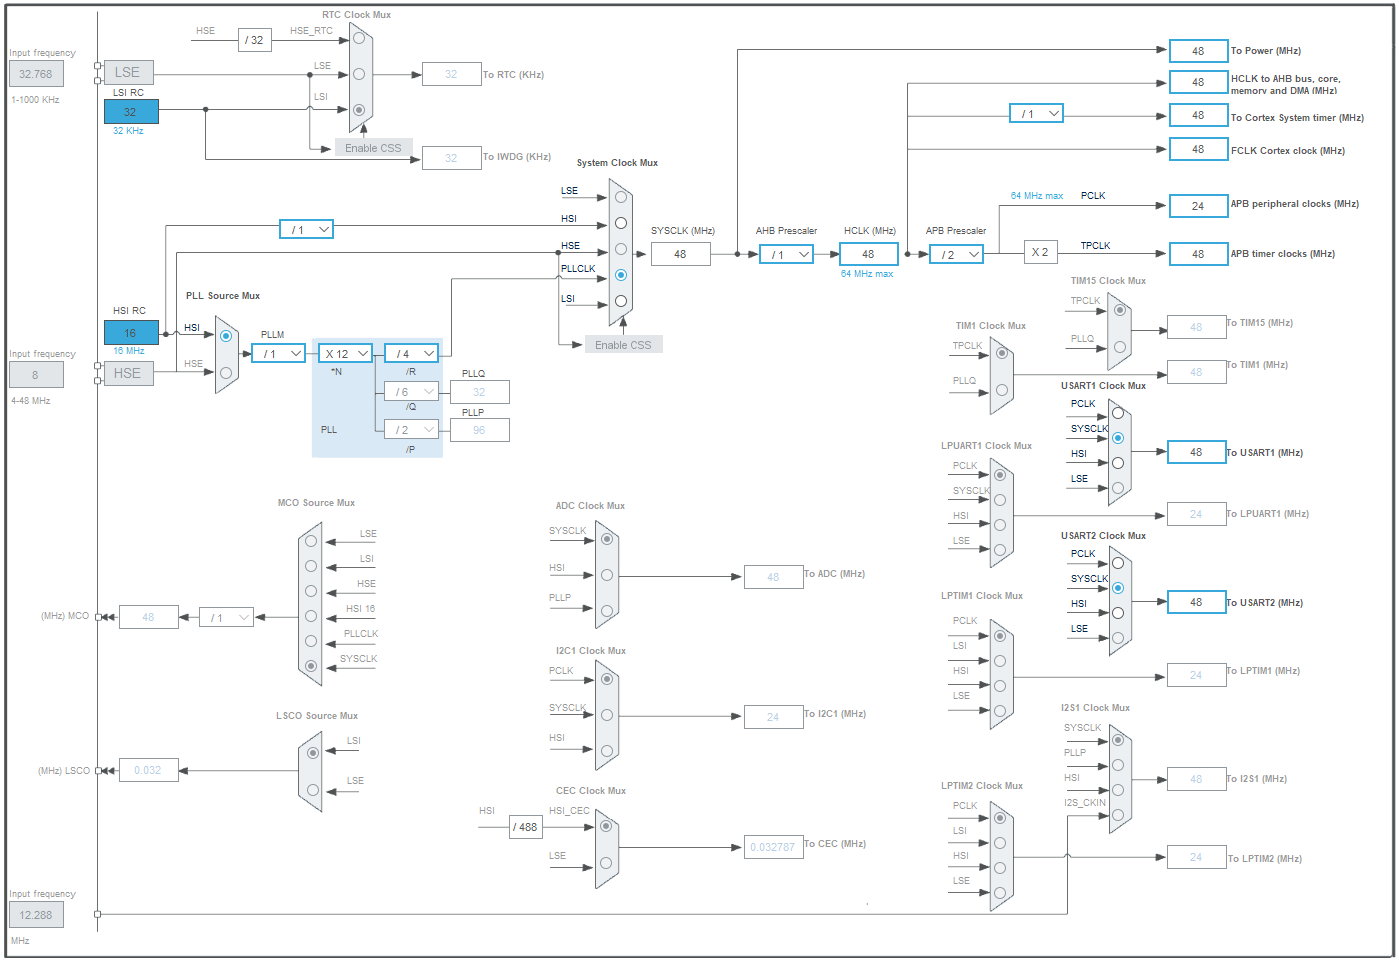 RTC Clock Mux
HSE
/ 32
HSE_RTC
Input frequency
32.768
1-1000 KHz
LSE
LSE
32
To RTC (KHz)
LSI RC
32
32 KHz
LSI
Enable CSS
32
To IWDG (KHz)
System Clock Mux
LSE
HSI
HSE
PLLCLK
LSI
Enable CSS
/ 1
SYSCLK (MHz)
48
AHB Prescaler
/ 1
HCLK (MHz)
48
64 MHz max
APB Prescaler
/ 2
48
To Power (MHz)
48
HCLK to AHB bus, core,
memory and DMA (MHz)
/ 1
48
To Cortex System timer (MHz)
48
FCLK Cortex clock (MHz)
64 MHz max
PCLK
24
APB peripheral clocks (MHz)
X 2
TPCLK
48
APB timer clocks (MHz)
PLL Source Mux
HSI RC
16
16 MHz
HSI
HSE
Input frequency
8
4-48 MHz
HSE
PLLM
/ 1
X 12
*N
/ 4
/R
/ 6
/Q
/ 2
/P
PLL
PLLQ
32
PLLP
96
TIM15 Clock Mux
TPCLK
PLLQ
48
To TIM15 (MHz)
TIM1 Clock Mux
TPCLK
PLLQ
48
To TIM1 (MHz)
USART1 Clock Mux
PCLK
SYSCLK
HSI
LSE
48
To USART1 (MHz)
LPUART1 Clock Mux
PCLK
SYSCLK
HSI
LSE
24
To LPUART1 (MHz)
USART2 Clock Mux
PCLK
SYSCLK
HSI
LSE
48
To USART2 (MHz)
LPTIM1 Clock Mux
PCLK
LSI
HSI
LSE
24
To LPTIM1 (MHz)
I2S1 Clock Mux
SYSCLK
PLLP
HSI
I2S_CKIN
48
To I2S1 (MHz)
LPTIM2 Clock Mux
PCLK
LSI
HSI
LSE
24
To LPTIM2 (MHz)
MCO Source Mux
LSE
LSI
HSE
HSI 16
PLLCLK
SYSCLK
(MHz) MCO
48
/ 1
LSCO Source Mux
LSI
LSE
(MHz) LSCO
0.032
ADC Clock Mux
SYSCLK
HSI
PLLP
48
To ADC (MHz)
I2C1 Clock Mux
PCLK
SYSCLK
HSI
24
To I2C1 (MHz)
CEC Clock Mux
HSI
/ 488
HSI_CEC
LSE
0.032787
To CEC (MHz)
Input frequency
12.288
MHz